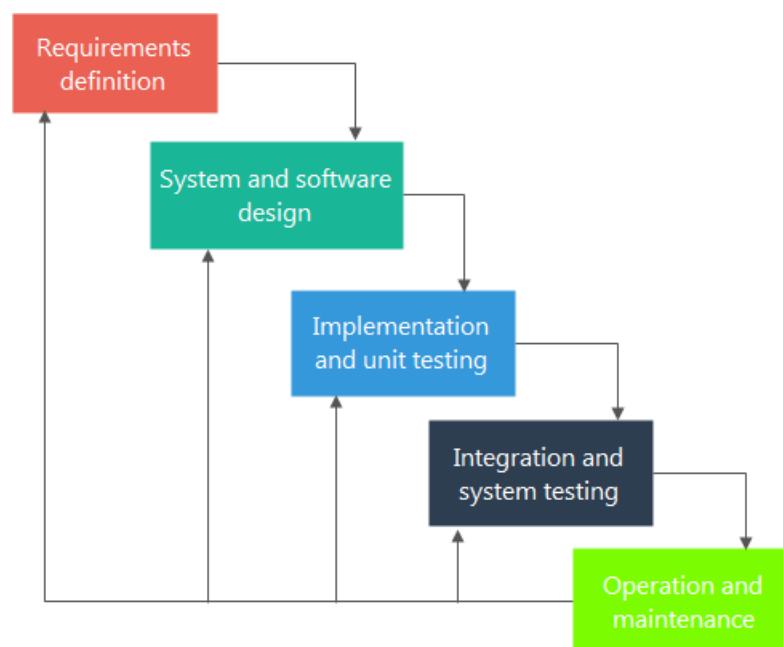 Requirements
definition
System and software
design
Implementation
and unit testing
Integration and
system testing
Operation and
maintenance